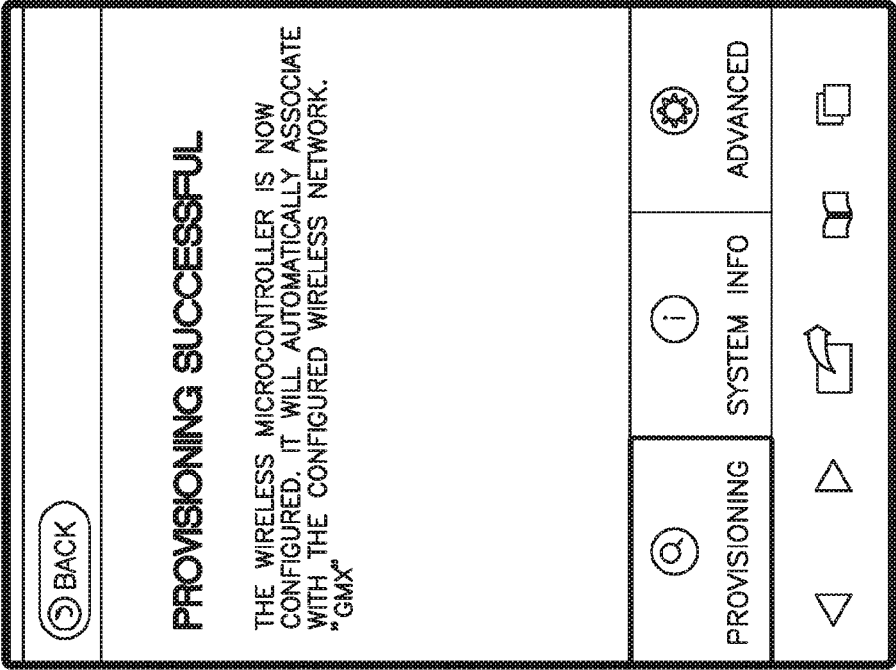 BACK
PROVISIONING SUCCESSFUL
THE WIRELESS MICROCONTROLLER IS NOW
CONFIGURED. IT WILL AUTOMATICALLY ASSOCIATE
WITH THE CONFIGURED WIRELESS NETWORK.
"GMX"
PROVISIONING
SYSTEM INFO
ADVANCED